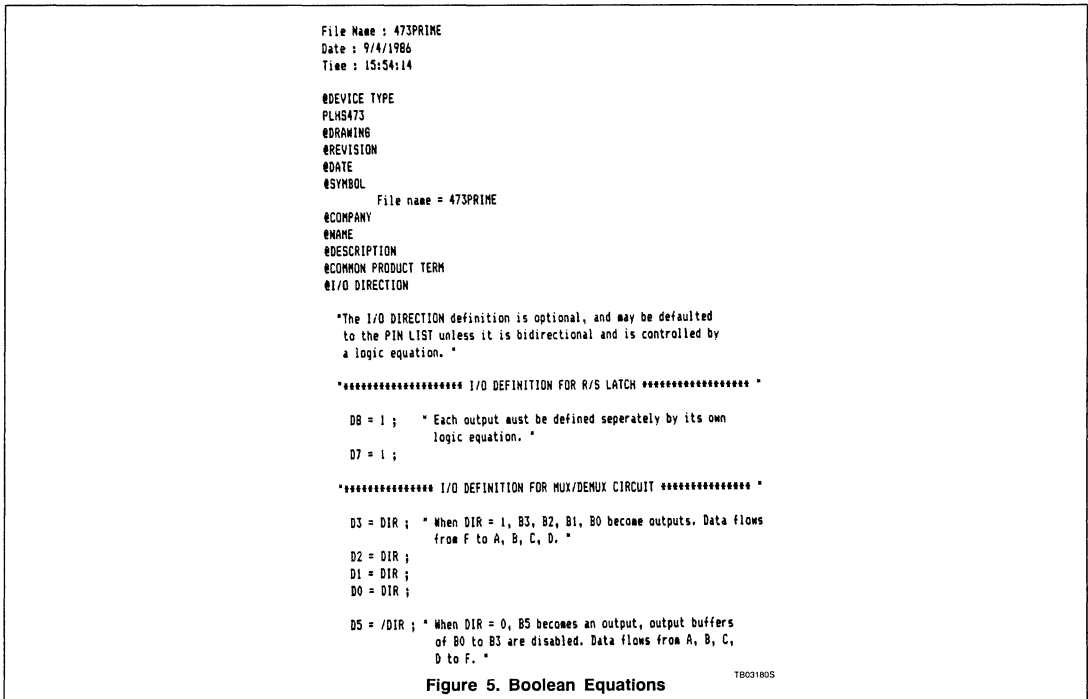 File Name : 473PRIME
Date : 9/4/1986
Time : 15:54:14
@DEVICE TYPE
PLHS473
@DRAWING
@REVISION
@DATE
@SYMBOL
File name = 473PRIME
@COMPANY
@NAME
@DESCRIPTION
@COMMON PRODUCT TERM
@I/O DIRECTION
"The I/O DIRECTION definition is optional, and may be defaulted
to the PIN LIST unless it is bidirectional and is controlled by
a logic equation. "
"******************** I/O DEFINITION FOR R/S LATCH ****************** "
D8 = 1 ; " Each output must be defined seperately by its own
logic equation. "
D7 = 1 ;
"*************** I/O DEFINITION FOR MUX/DEMUX CIRCUIT *************** "
D3 = DIR ; " When DIR = 1, B3, B2, B1, B0 become outputs. Data flows
from F to A, B, C, D. "
D2 = DIR ;
D1 = DIR ;
D0 = DIR ;
D5 = /DIR ; " When DIR = 0, B5 becomes an output, output buffers
of B0 to B3 are disabled. Data flows from A, B, C,
D to F. "
TB03180S
Figure 5. Boolean Equations